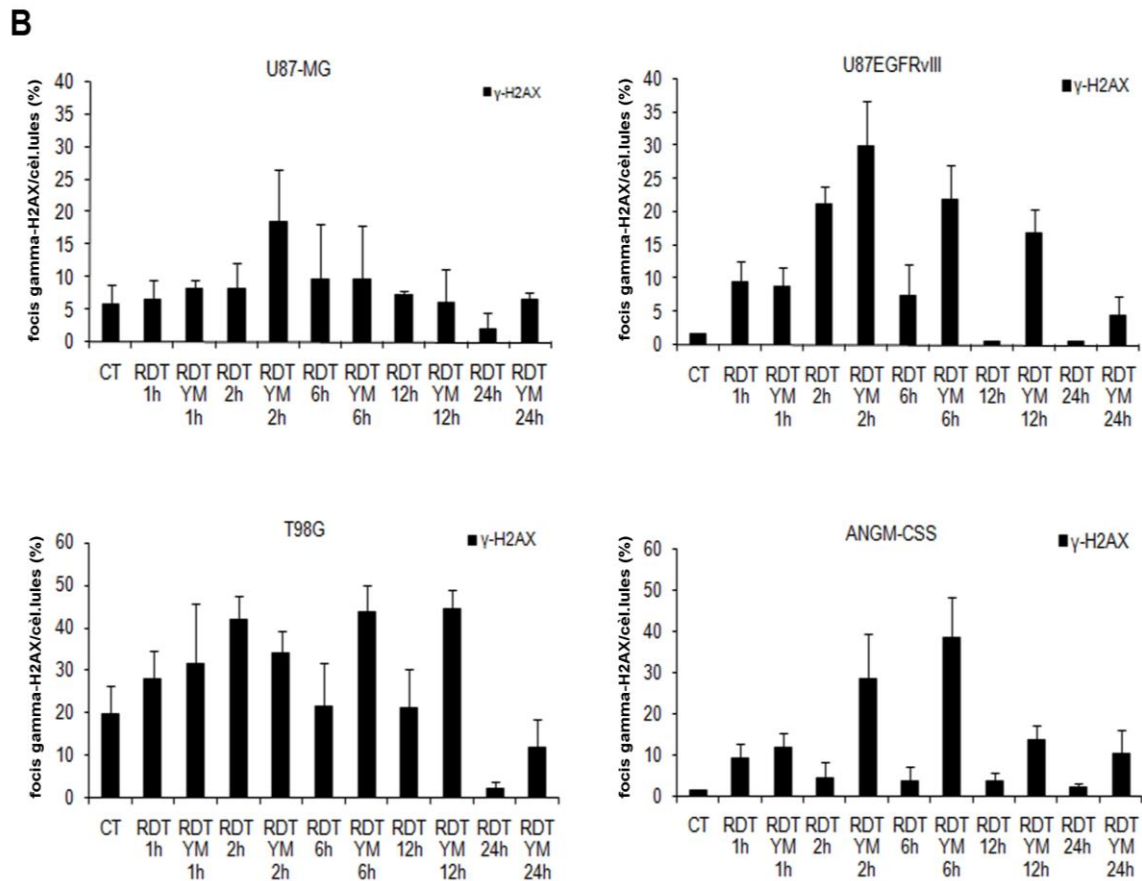 B
U87-MG
γ-H2AX
focis gamma-H2AX/cèl.lules (%)
40
35
30
25
20
15
10
5
0
CT RDT RDT RDT RDT RDT RDT RDT RDT RDT RDT
1h YM 2h YM 6h YM 12h YM 24h YM
1h 2h 6h 12h 24h
U87EGFRvIII
γ-H2AX
focis gamma-H2AX/cèl.lules (%)
40
35
30
25
20
15
10
5
0
CT RDT RDT RDT RDT RDT RDT RDT RDT RDT RDT
1h YM 2h YM 6h YM 12h YM 24h YM
1h 2h 6h 12h 24h
T98G
γ-H2AX
focis gamma-H2AX/cèl.lules (%)
60
50
40
30
20
10
0
CT RDT RDT RDT RDT RDT RDT RDT RDT RDT RDT
1h YM 2h YM 6h YM 12h YM 24h YM
1h 2h 6h 12h 24h
ANGM-CSS
γ-H2AX
focis gamma-H2AX/cèl.lules (%)
60
50
40
30
20
10
0
CT RDT RDT RDT RDT RDT RDT RDT RDT RDT RDT
1h YM 2h YM 6h YM 12h YM 24h YM
1h 2h 6h 12h 24h